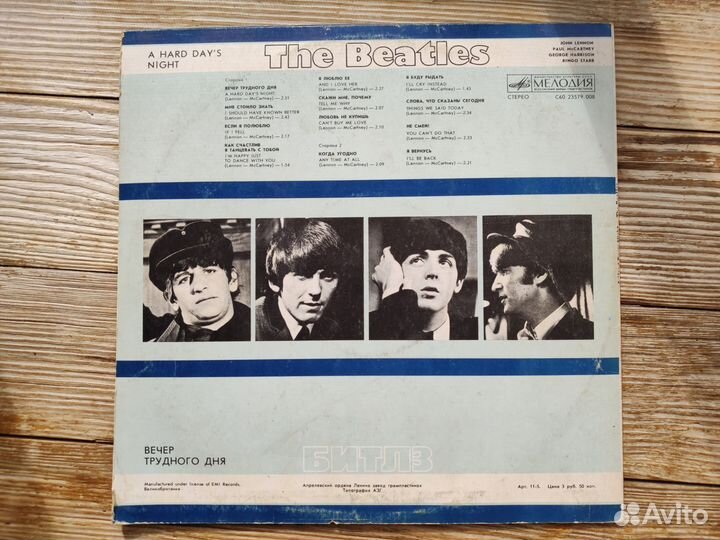 A HARD DAY'S
NIGHT
The Beatles
JOHN LENNON
PAUL McCARTNEY
GEORGE HARRISON
RINGO STARR
Сторона 1
ВЕЧЕР ТРУДНОГО ДНЯ
A HARD DAY'S NIGHT
(Lennon — McCartney) — 2.31
МНЕ СТОИЛО ЗНАТЬ
I SHOULD HAVE KNOWN BETTER
(Lennon — McCartney) — 2.42
ЕСЛИ Я ПОЛЮБЛЮ
IF I FELL
(Lennon — McCartney) — 2.17
КАК СЧАСТЛИВ
Я ТАНЦЕВАТЬ С ТОБОЙ
I'M HAPPY JUST
TO DANCE WITH YOU
(Lennon — McCartney) — 1.54
Я ЛЮБЛЮ ЕЕ
AND I LOVE HER
(Lennon — McCartney) — 2.27
СКАЖИ МНЕ, ПОЧЕМУ
TELL ME WHY
(Lennon — McCartney) — 2.07
ЛЮБОВЬ НЕ КУПИШЬ
CAN'T BUY ME LOVE
(Lennon — McCartney) — 2.10
Сторона 2
КОГДА УГОДНО
ANY TIME AT ALL
(Lennon — McCartney) — 2.09
Я БУДУ РЫДАТЬ
I'LL CRY INSTEAD
(Lennon — McCartney) — 1.43
СЛОВА, ЧТО СКАЗАНЫ СЕГОДНЯ
THINGS WE SAID TODAY
(Lennon — McCartney) — 2.34
НЕ СМЕЙ!
YOU CAN'T DO THAT
(Lennon — McCartney) — 2.33
Я ВЕРНУСЬ
I'LL BE BACK
(Lennon — McCartney) — 2.21
МЕЛОДИЯ
СТЕРЕО
С60 23579 008
ВЕЧЕР
ТРУДНОГО ДНЯ
БИТЛЗ
Manufactured under license of EMI Records,
Великобритания
Апрелевский ордена Ленина завод грампластинок
Типография АЗГ
Арт. 11-5. Цена 3 руб. 50 коп.
Avito